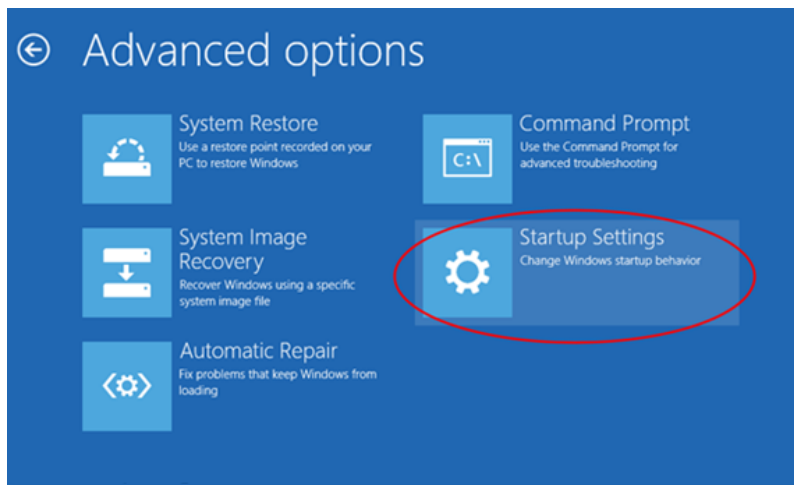 Advanced options
System Restore
Use a restore point recorded on your
PC to restore Windows
Command Prompt
C:\
Use the Command Prompt for
advanced troubleshooting
System Image
Recovery
Recover Windows using a specific
system image file
Startup Settings
Change Windows startup behavior
Automatic Repair
Fix problems that keep Windows from
loading